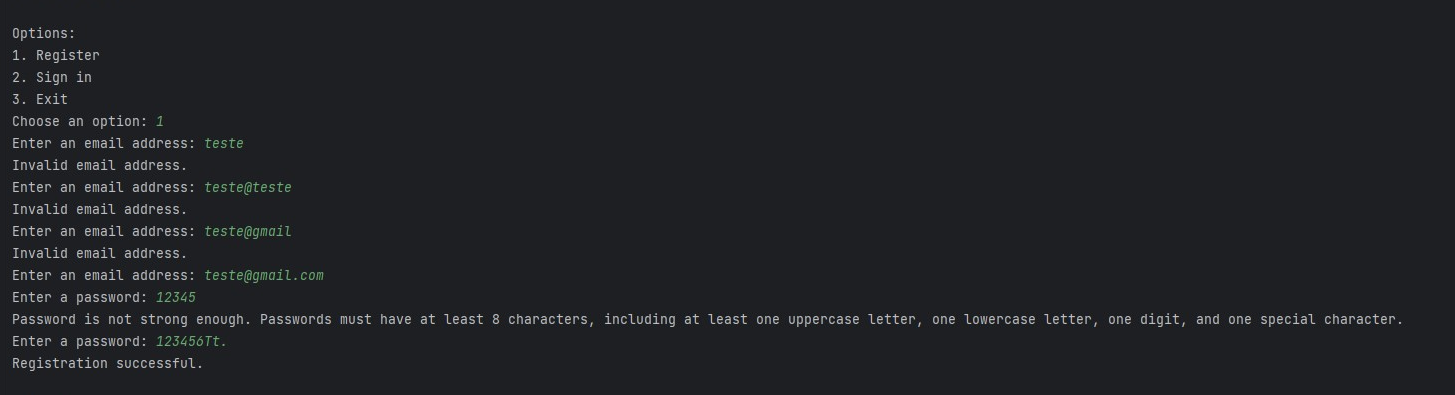 Options:
1. Register
2. Sign in
3. Exit
Choose an option: 1
Enter an email address: teste
Invalid email address.
Enter an email address: teste@teste
Invalid email address.
Enter an email address: teste@gmail
Invalid email address.
Enter an email address: teste@gmail.com
Enter a password: 12345
Password is not strong enough. Passwords must have at least 8 characters, including at least one uppercase letter, one lowercase letter, one digit, and one special character.
Enter a password: 123456Tt.
Registration successful.